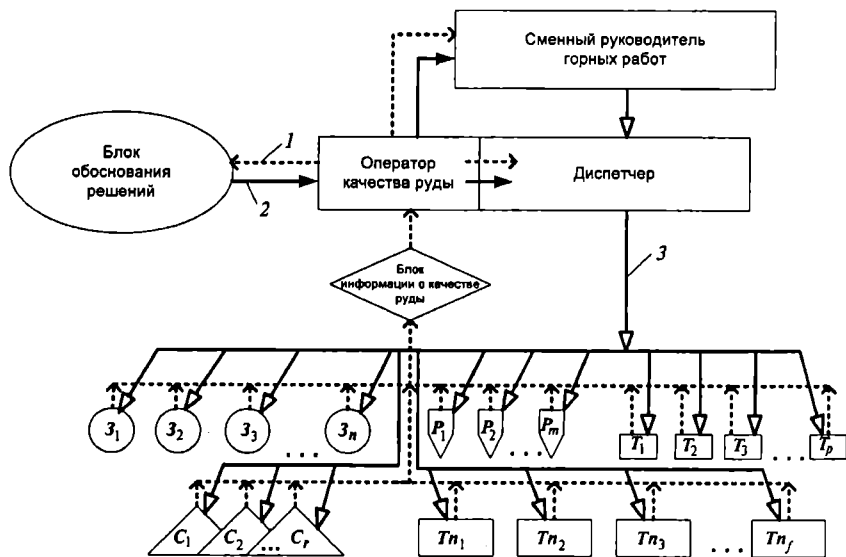 Сменный руководитель
горных работ
1
Блок
обоснования
решений
2
Оператор
качества руды
Диспетчер
3
Блок
информации о качестве
руды
З₁ З₂ З₃ ... Зₙ P₁ P₂ ... Pₘ T₁ T₂ T₃ ... Tₚ
C₁ C₂ ... Cᵣ Tn₁ Tn₂ Tn₃ ... Tn_f